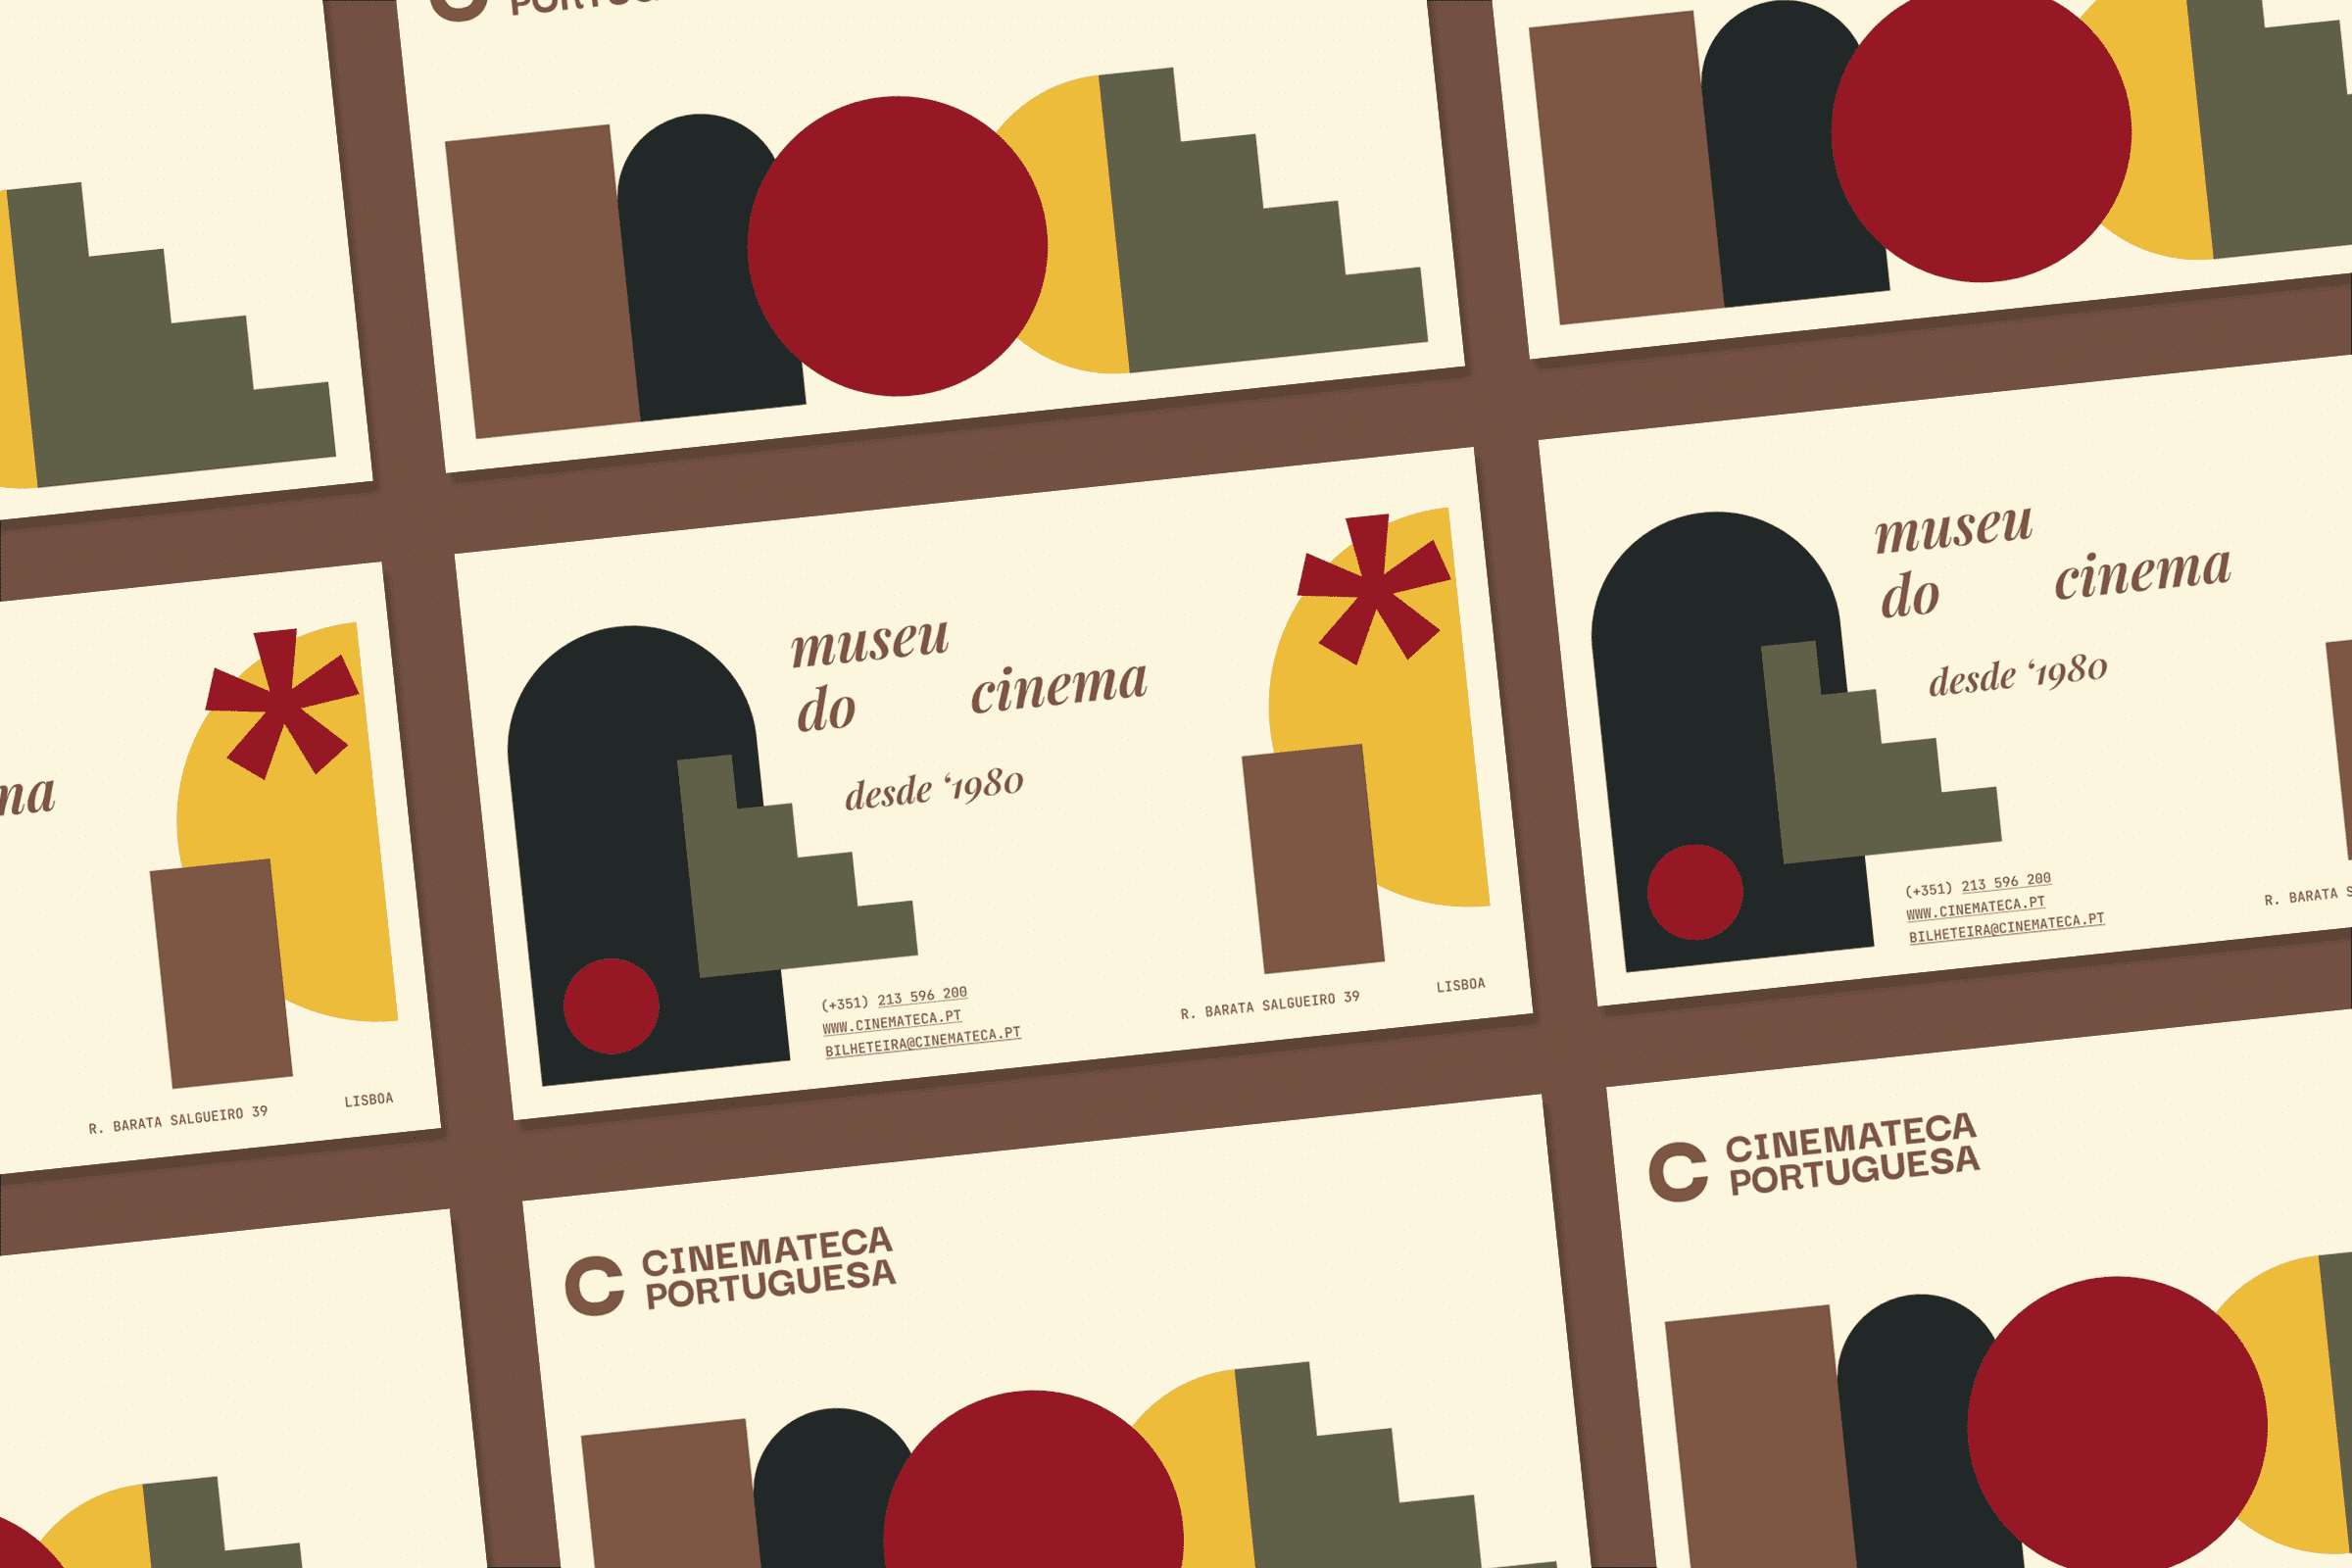 museu
do cinema
desde ‘1980
(+351) 213 596 200
WWW.CINEMATECA.PT
BILHETEIRA@CINEMATECA.PT
R. BARATA SALGUEIRO 39 LISBOA
museu
do cinema
desde ‘1980
(+351) 213 596 200
WWW.CINEMATECA.PT
BILHETEIRA@CINEMATECA.PT
R. BARATA
R. BARATA SALGUEIRO 39 LISBOA
C CINEMATECA
PORTUGUESA
C CINEMATECA
PORTUGUESA